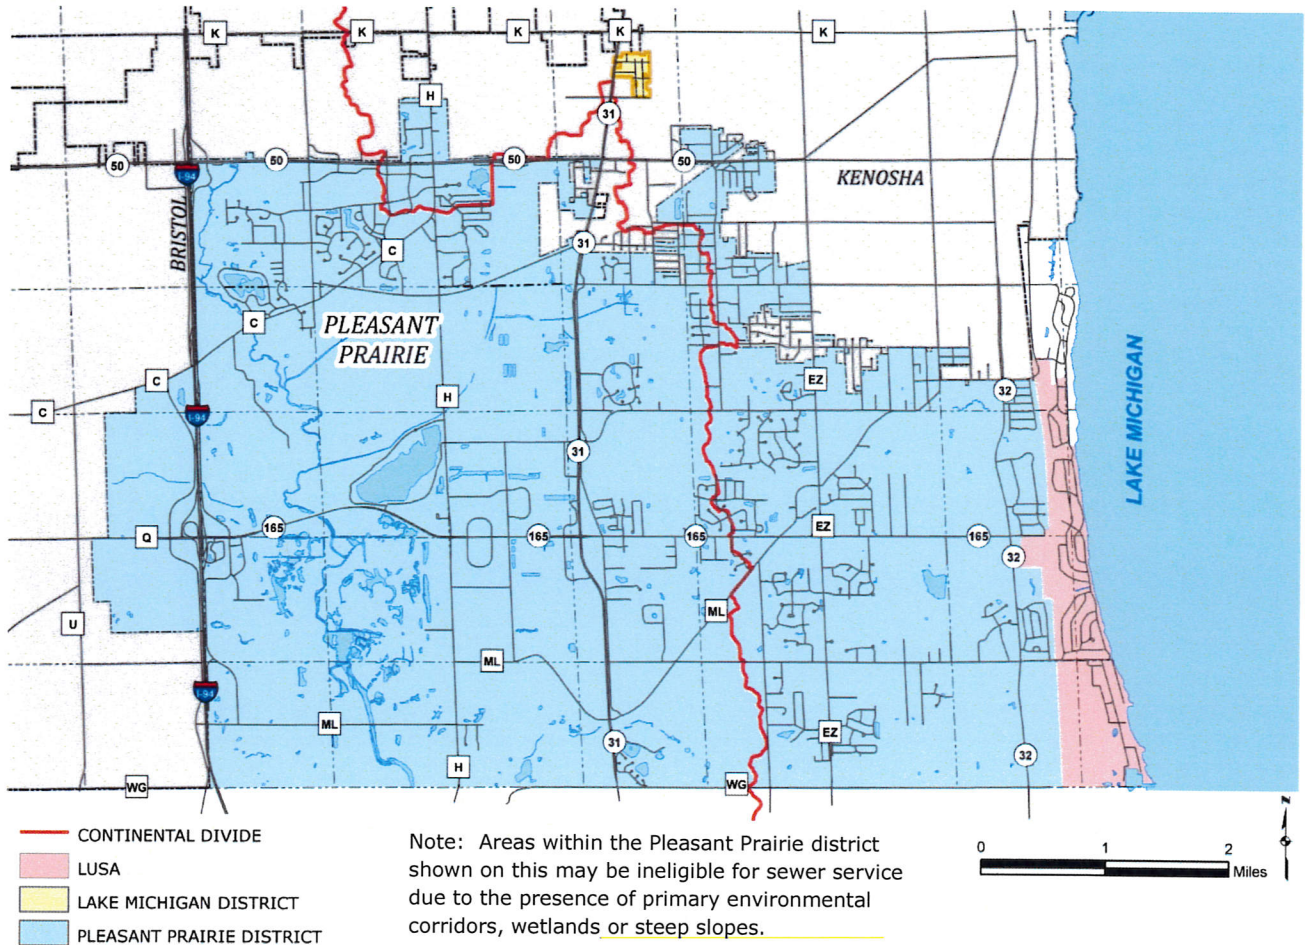 K
K
K
K
K
H
31
50
50
50
50
I-94
KENOSHA
BRISTOL
31
C
C
PLEASANT
PRAIRIE
C
C
H
I-94
EZ
32
31
LAKE MICHIGAN
Q
165
165
165
EZ
165
32
U
ML
ML
I-94
ML
31
EZ
H
32
WG
WG
CONTINENTAL DIVIDE
LUSA
LAKE MICHIGAN DISTRICT
PLEASANT PRAIRIE DISTRICT
Note: Areas within the Pleasant Prairie district
shown on this may be ineligible for sewer service
due to the presence of primary environmental
corridors, wetlands or steep slopes.
0 1 2
Miles